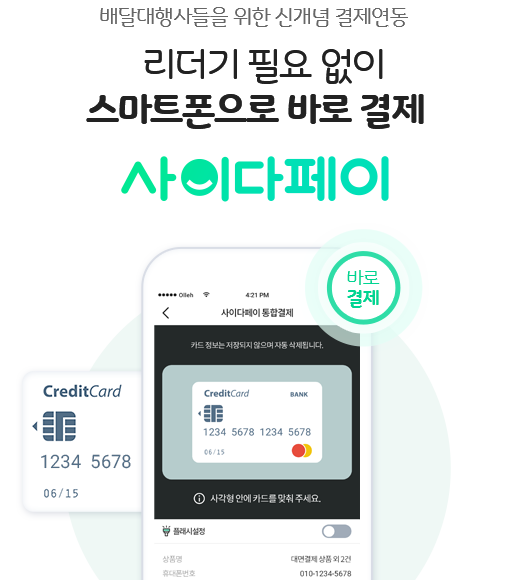 배달대행사들을 위한 신개념 결제연동
리더기 필요 없이
스마트폰으로 바로 결제
사이다페이
바로
결제
Olleh 4:21 PM
사이다페이 통합결제
카드 정보는 저장되지 않으며 자동 삭제됩니다.
CreditCard
1234 5678
06/15
CreditCard BANK
1234 5678 1234 5678
06/15
사각형 안에 카드를 맞춰 주세요.
플래시설정
상품명 대면결제 상품 외 2건
휴대폰번호 010-1234-5678